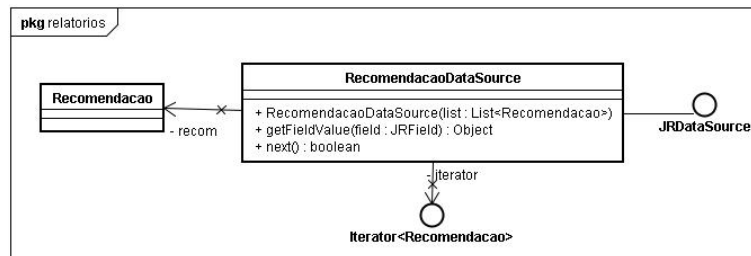 pkg relatorios
RecomendacaoDataSource
Recomendacao
+ RecomendacaoDataSource(list : List<Recomendacao>)
- recom
+ getFieldValue(field : JRField) : Object
JRDataSource
+ next() : boolean
- iterator
Iterator<Recomendacao>